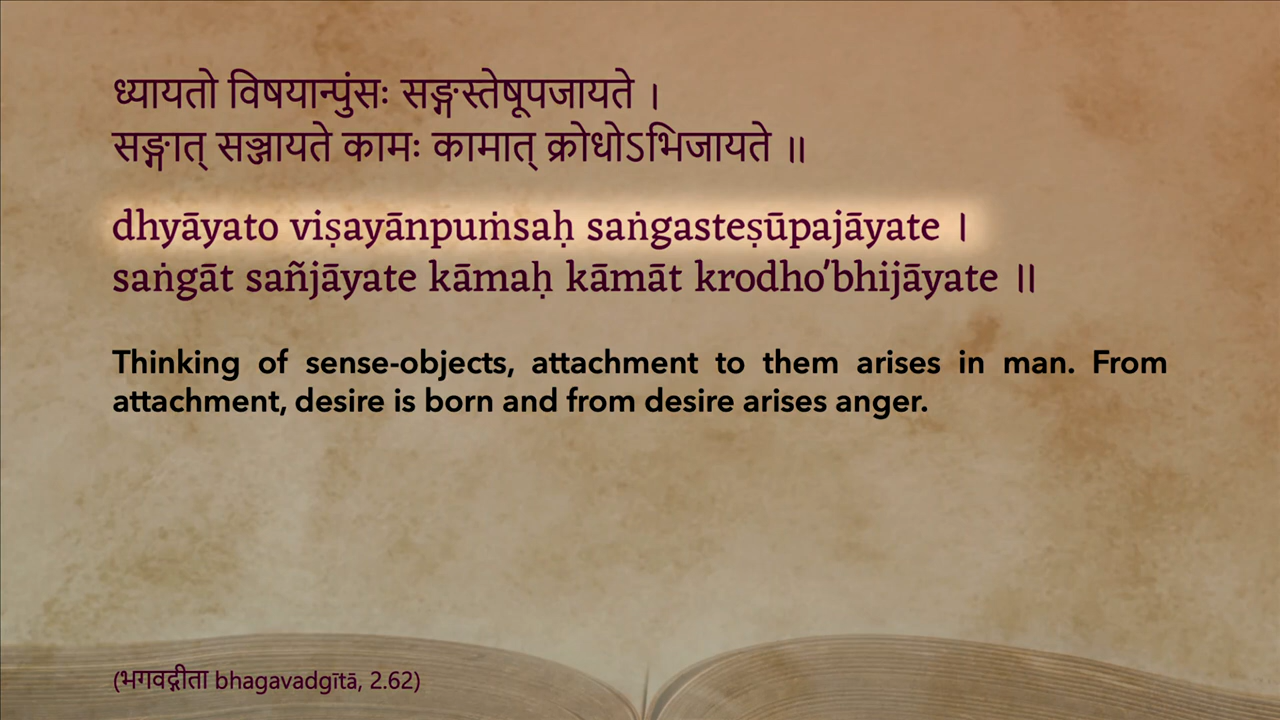 ध्यायतो विषयान्पुंसः सङ्गस्तेषूपजायते ।
सङ्गात् सञ्जायते कामः कामात् क्रोधोऽभिजायते ॥
dhyāyato viṣayānpuṁsaḥ saṅgasteṣūpajāyate ।
saṅgāt sañjāyate kāmaḥ kāmāt krodho’bhijāyate ॥
Thinking of sense-objects, attachment to them arises in man. From
attachment, desire is born and from desire arises anger.
(भगवद्गीता bhagavadgītā, 2.62)